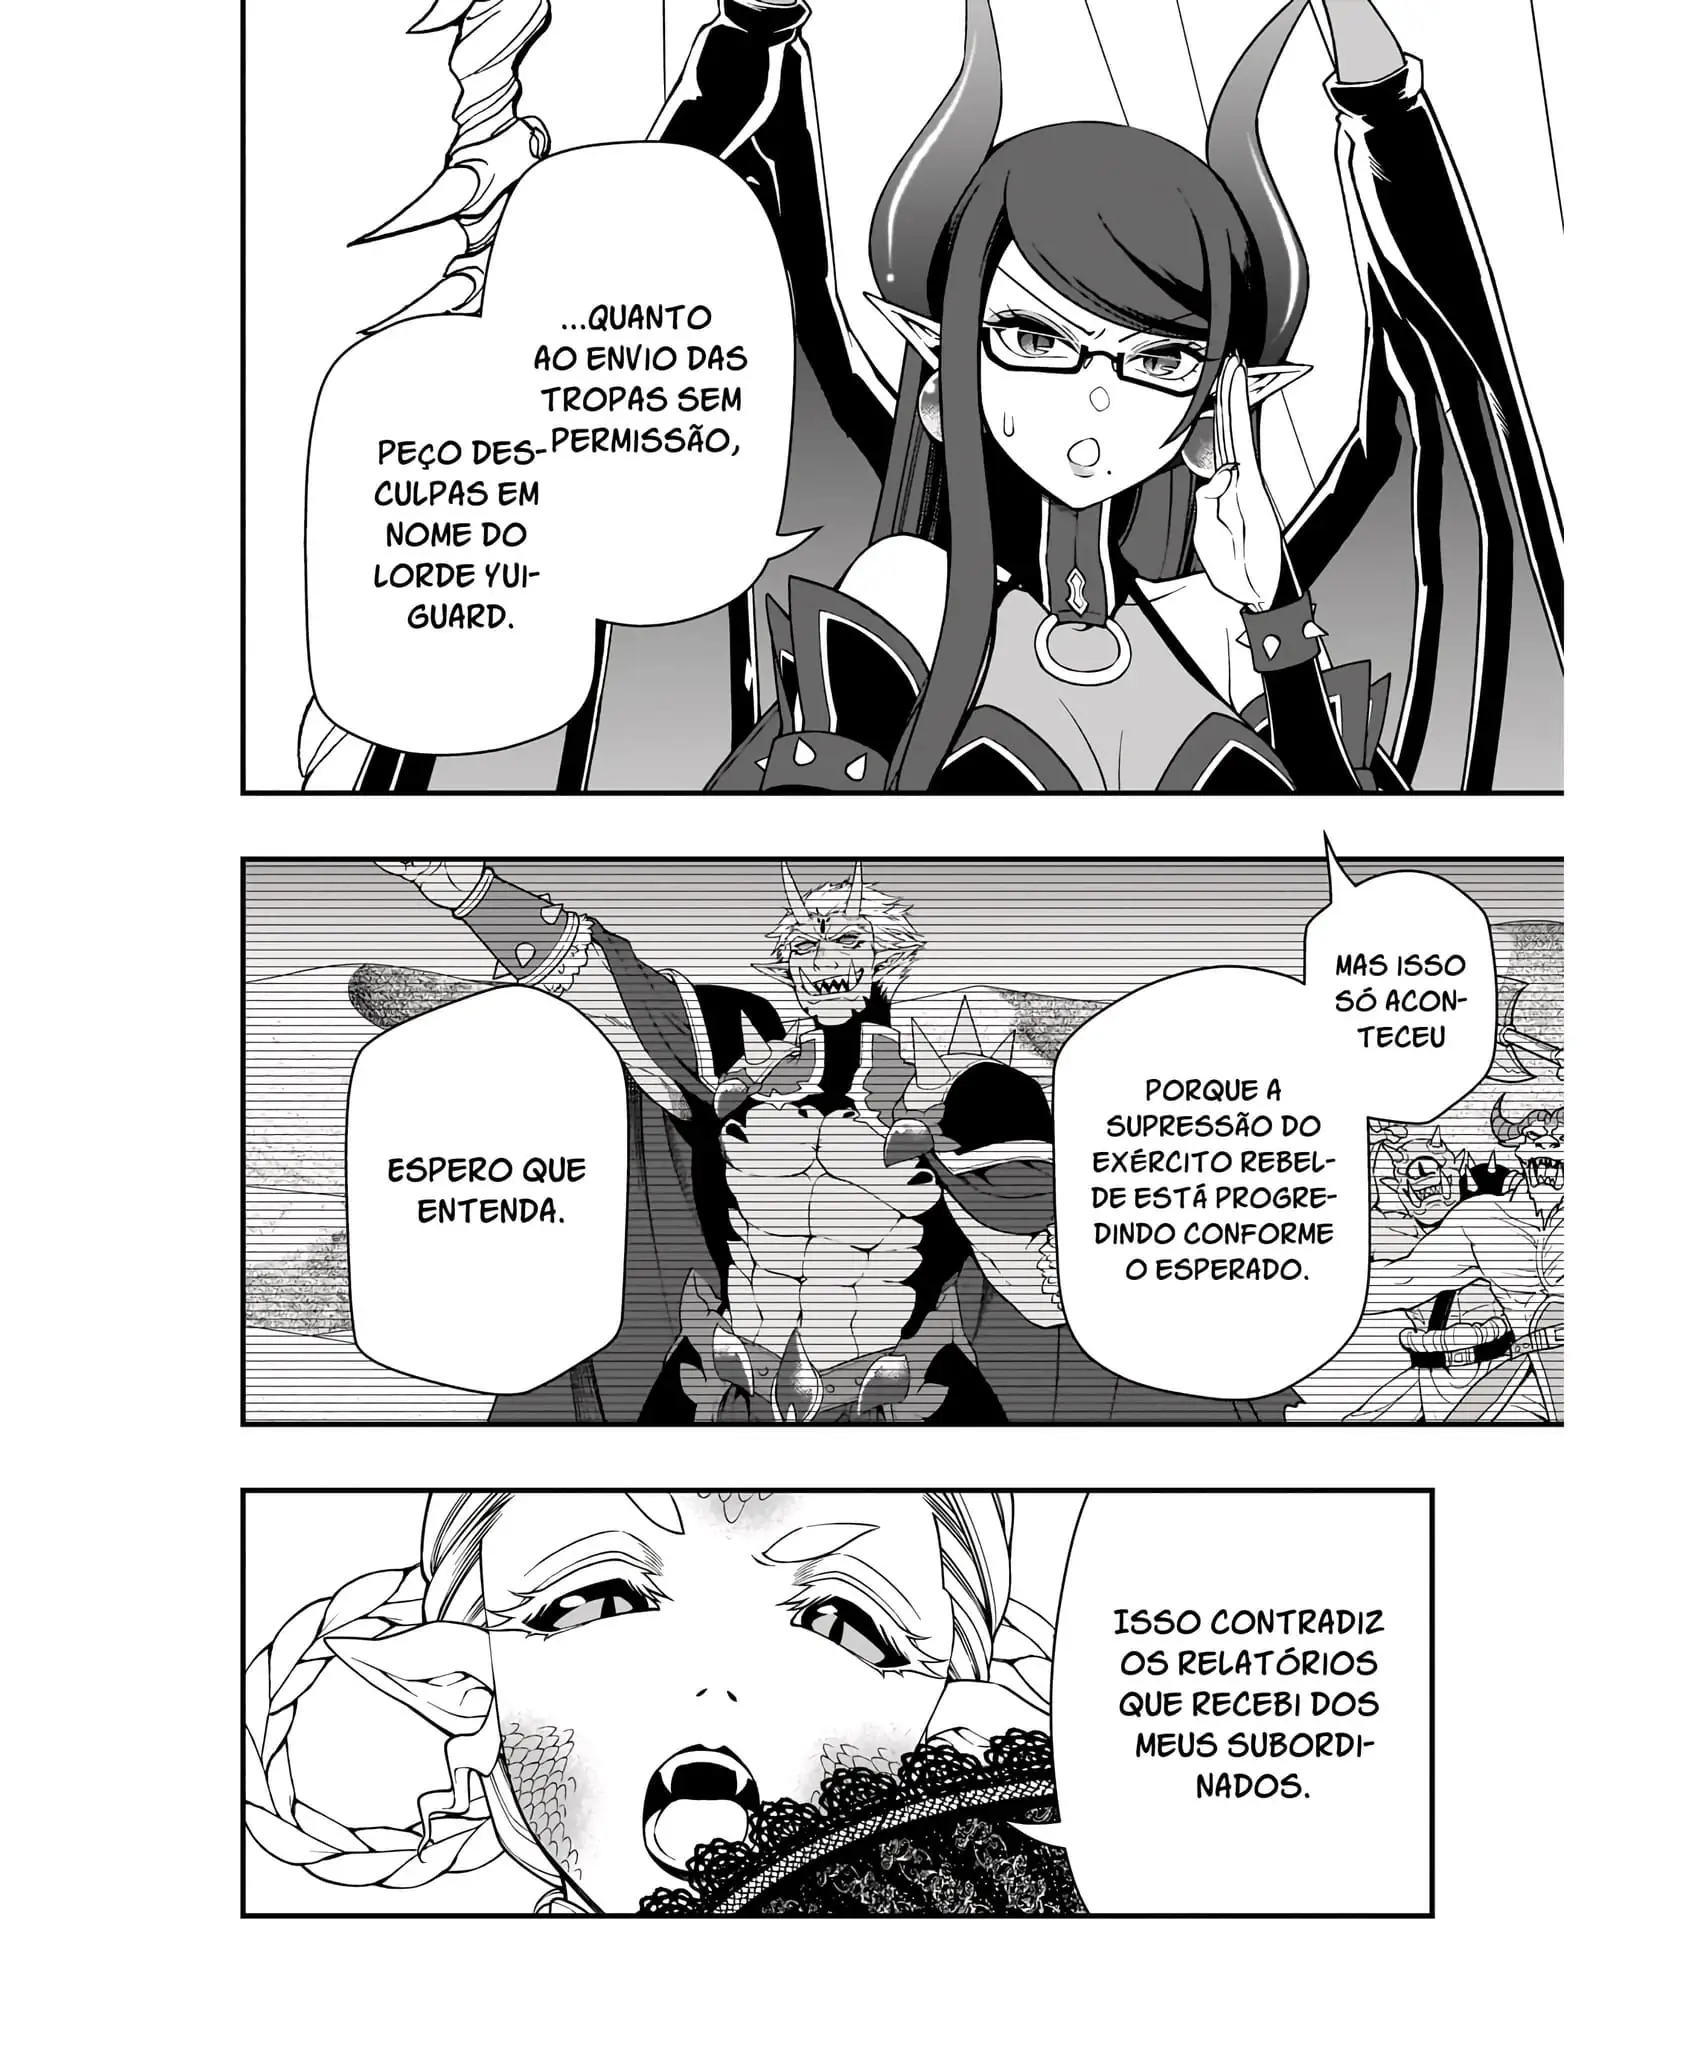 ...QUANTO
AO ENVIO DAS
TROPAS SEM
PERMISSÃO,
PEÇO DES-
CULPAS EM
NOME DO
LORDE YUI-
GUARD.
MAS ISSO
SÓ ACON-
TECEU
PORQUE A
SUPRESSÃO DO
EXÉRCITO REBEL-
DE ESTÁ PROGRE-
DINDO CONFORME
O ESPERADO.
ESPERO QUE
ENTENDA.
ISSO CONTRADIZ
OS RELATÓRIOS
QUE RECEBI DOS
MEUS SUBORDI-
NADOS.